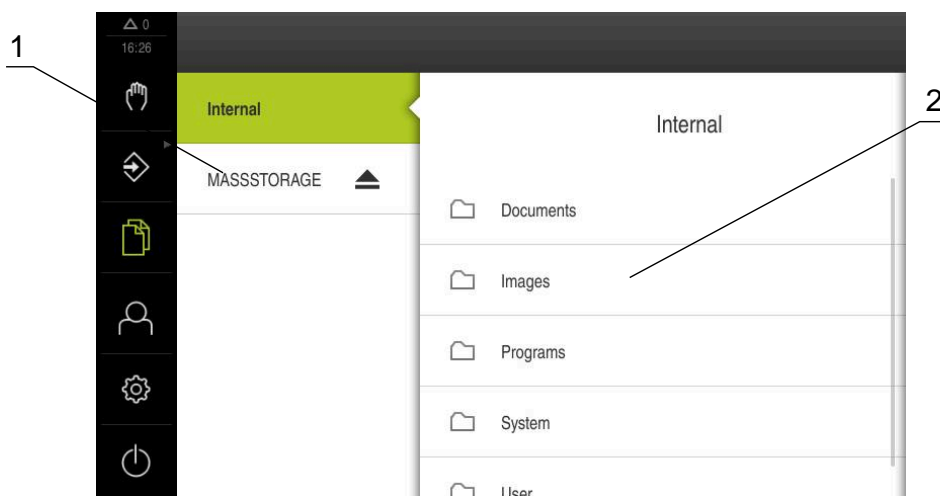 1
0
16:26
Internal
MASSSTORAGE
Internal
Documents
Images
Programs
System
User
2